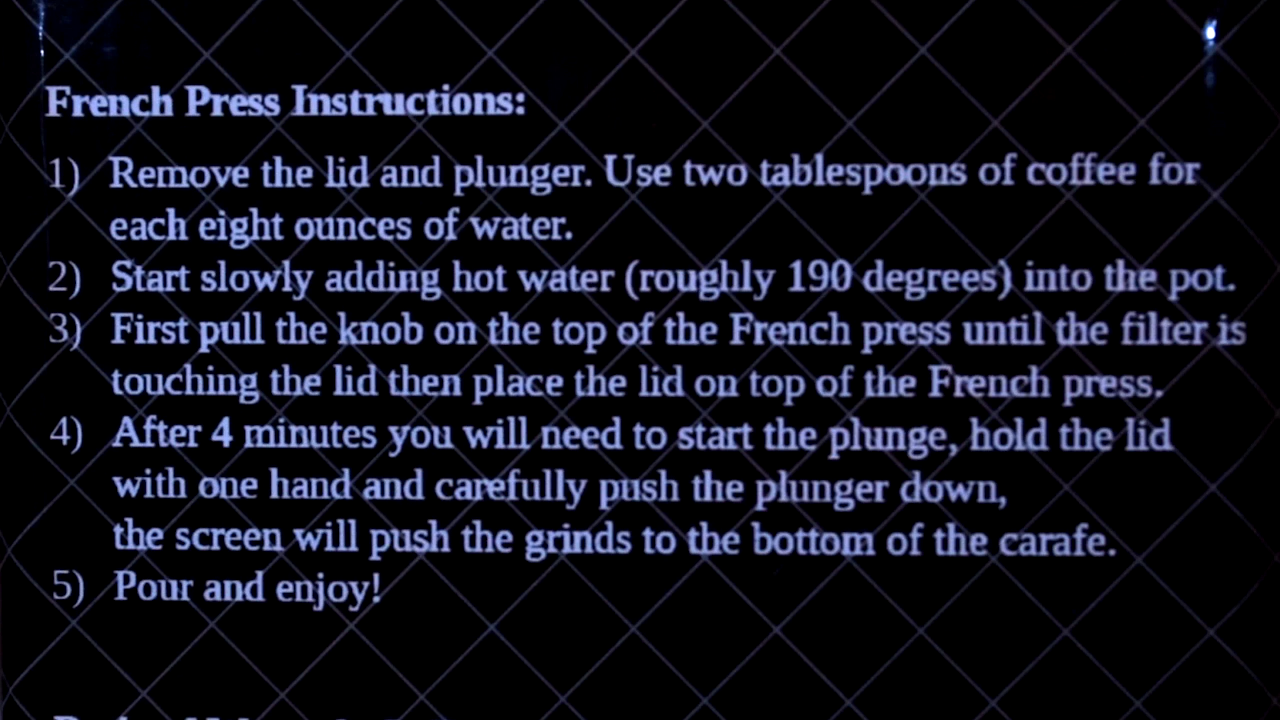 French Press Instructions:
1) Remove the lid and plunger. Use two tablespoons of coffee for
each eight ounces of water.
2) Start slowly adding hot water (roughly 190 degrees) into the pot.
3) First pull the knob on the top of the French press until the filter is
touching the lid then place the lid on top of the French press.
4) After 4 minutes you will need to start the plunge, hold the lid
with one hand and carefully push the plunger down,
the screen will push the grinds to the bottom of the carafe.
5) Pour and enjoy!